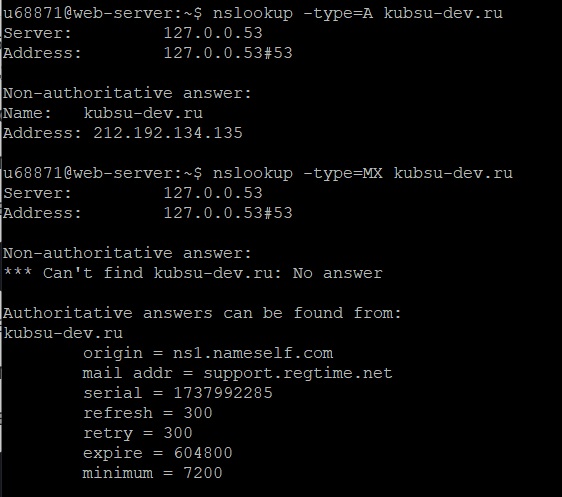 u68871@web-server:~$ nslookup -type=A kubsu-dev.ru
Server:         127.0.0.53
Address:        127.0.0.53#53

Non-authoritative answer:
Name:   kubsu-dev.ru
Address: 212.192.134.135

u68871@web-server:~$ nslookup -type=MX kubsu-dev.ru
Server:         127.0.0.53
Address:        127.0.0.53#53

Non-authoritative answer:
*** Can't find kubsu-dev.ru: No answer

Authoritative answers can be found from:
kubsu-dev.ru
        origin = ns1.nameself.com
        mail addr = support.regtime.net
        serial = 1737992285
        refresh = 300
        retry = 300
        expire = 604800
        minimum = 7200